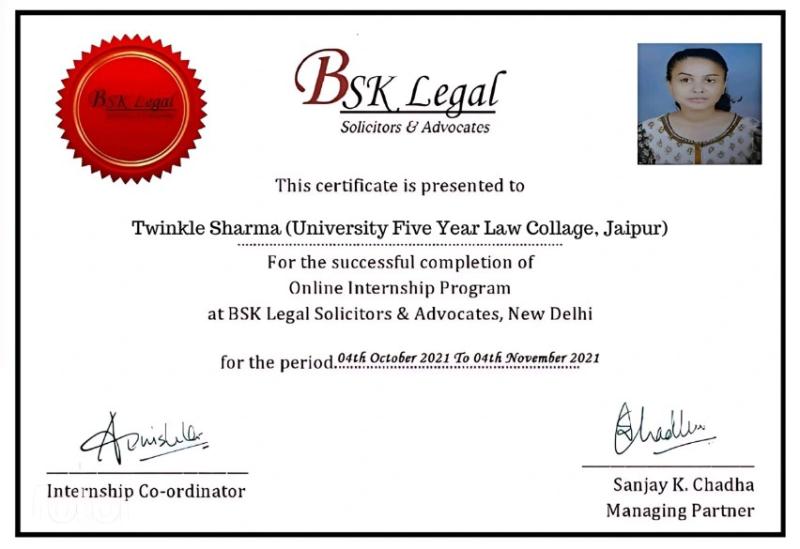 BSK Legal
BSK Legal
Solicitors & Advocates
This certificate is presented to
Twinkle Sharma (University Five Year Law Collage, Jaipur)
For the successful completion of
Online Internship Program
at BSK Legal Solicitors & Advocates, New Delhi
for the period 04th October 2021 To 04th November 2021
Internship Co-ordinator
Sanjay K. Chadha
Managing Partner